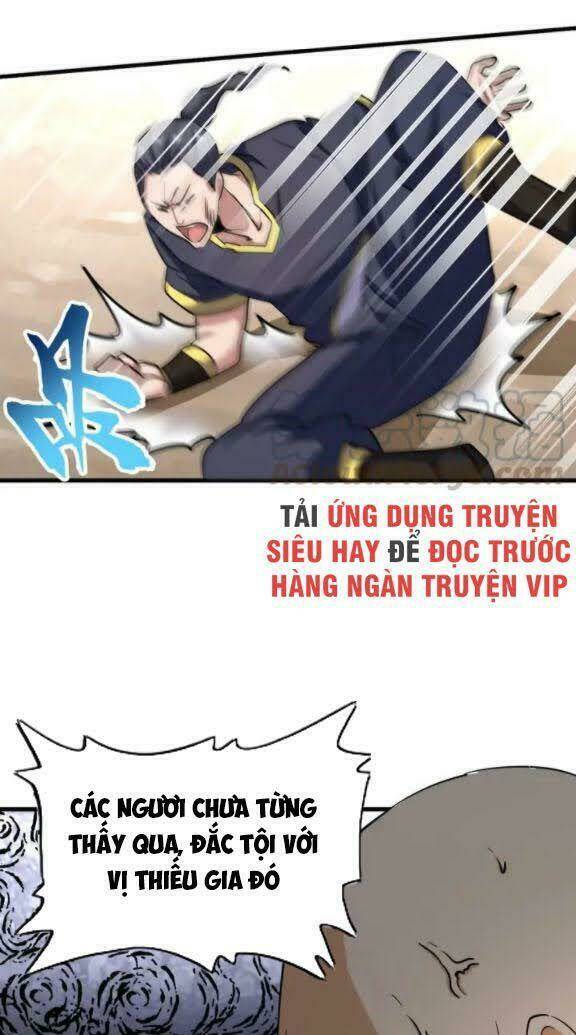 TẢI ỨNG DỤNG TRUYỆN
SIÊU HAY ĐỂ ĐỌC TRƯỚC
HÀNG NGÀN TRUYỆN VIP
CÁC NGƯƠI CHƯA TỪNG
THẤY QUA, ĐẮC TỘI VỚI
VỊ THIẾU GIA ĐÓ